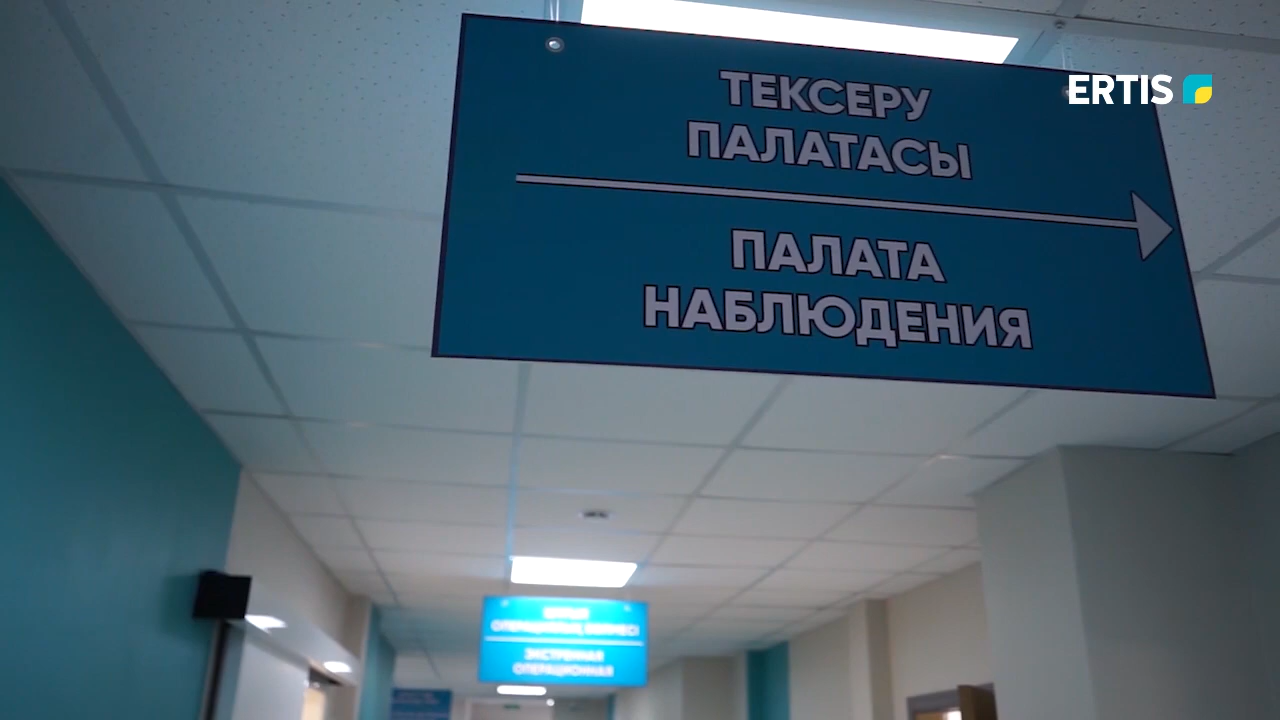 ERTIS
ТЕКСЕРУ
ПАЛАТАСЫ
ПАЛАТА
НАБЛЮДЕНИЯ
ЭКСТРЕННАЯ
ОПЕРАЦИОННАЯ